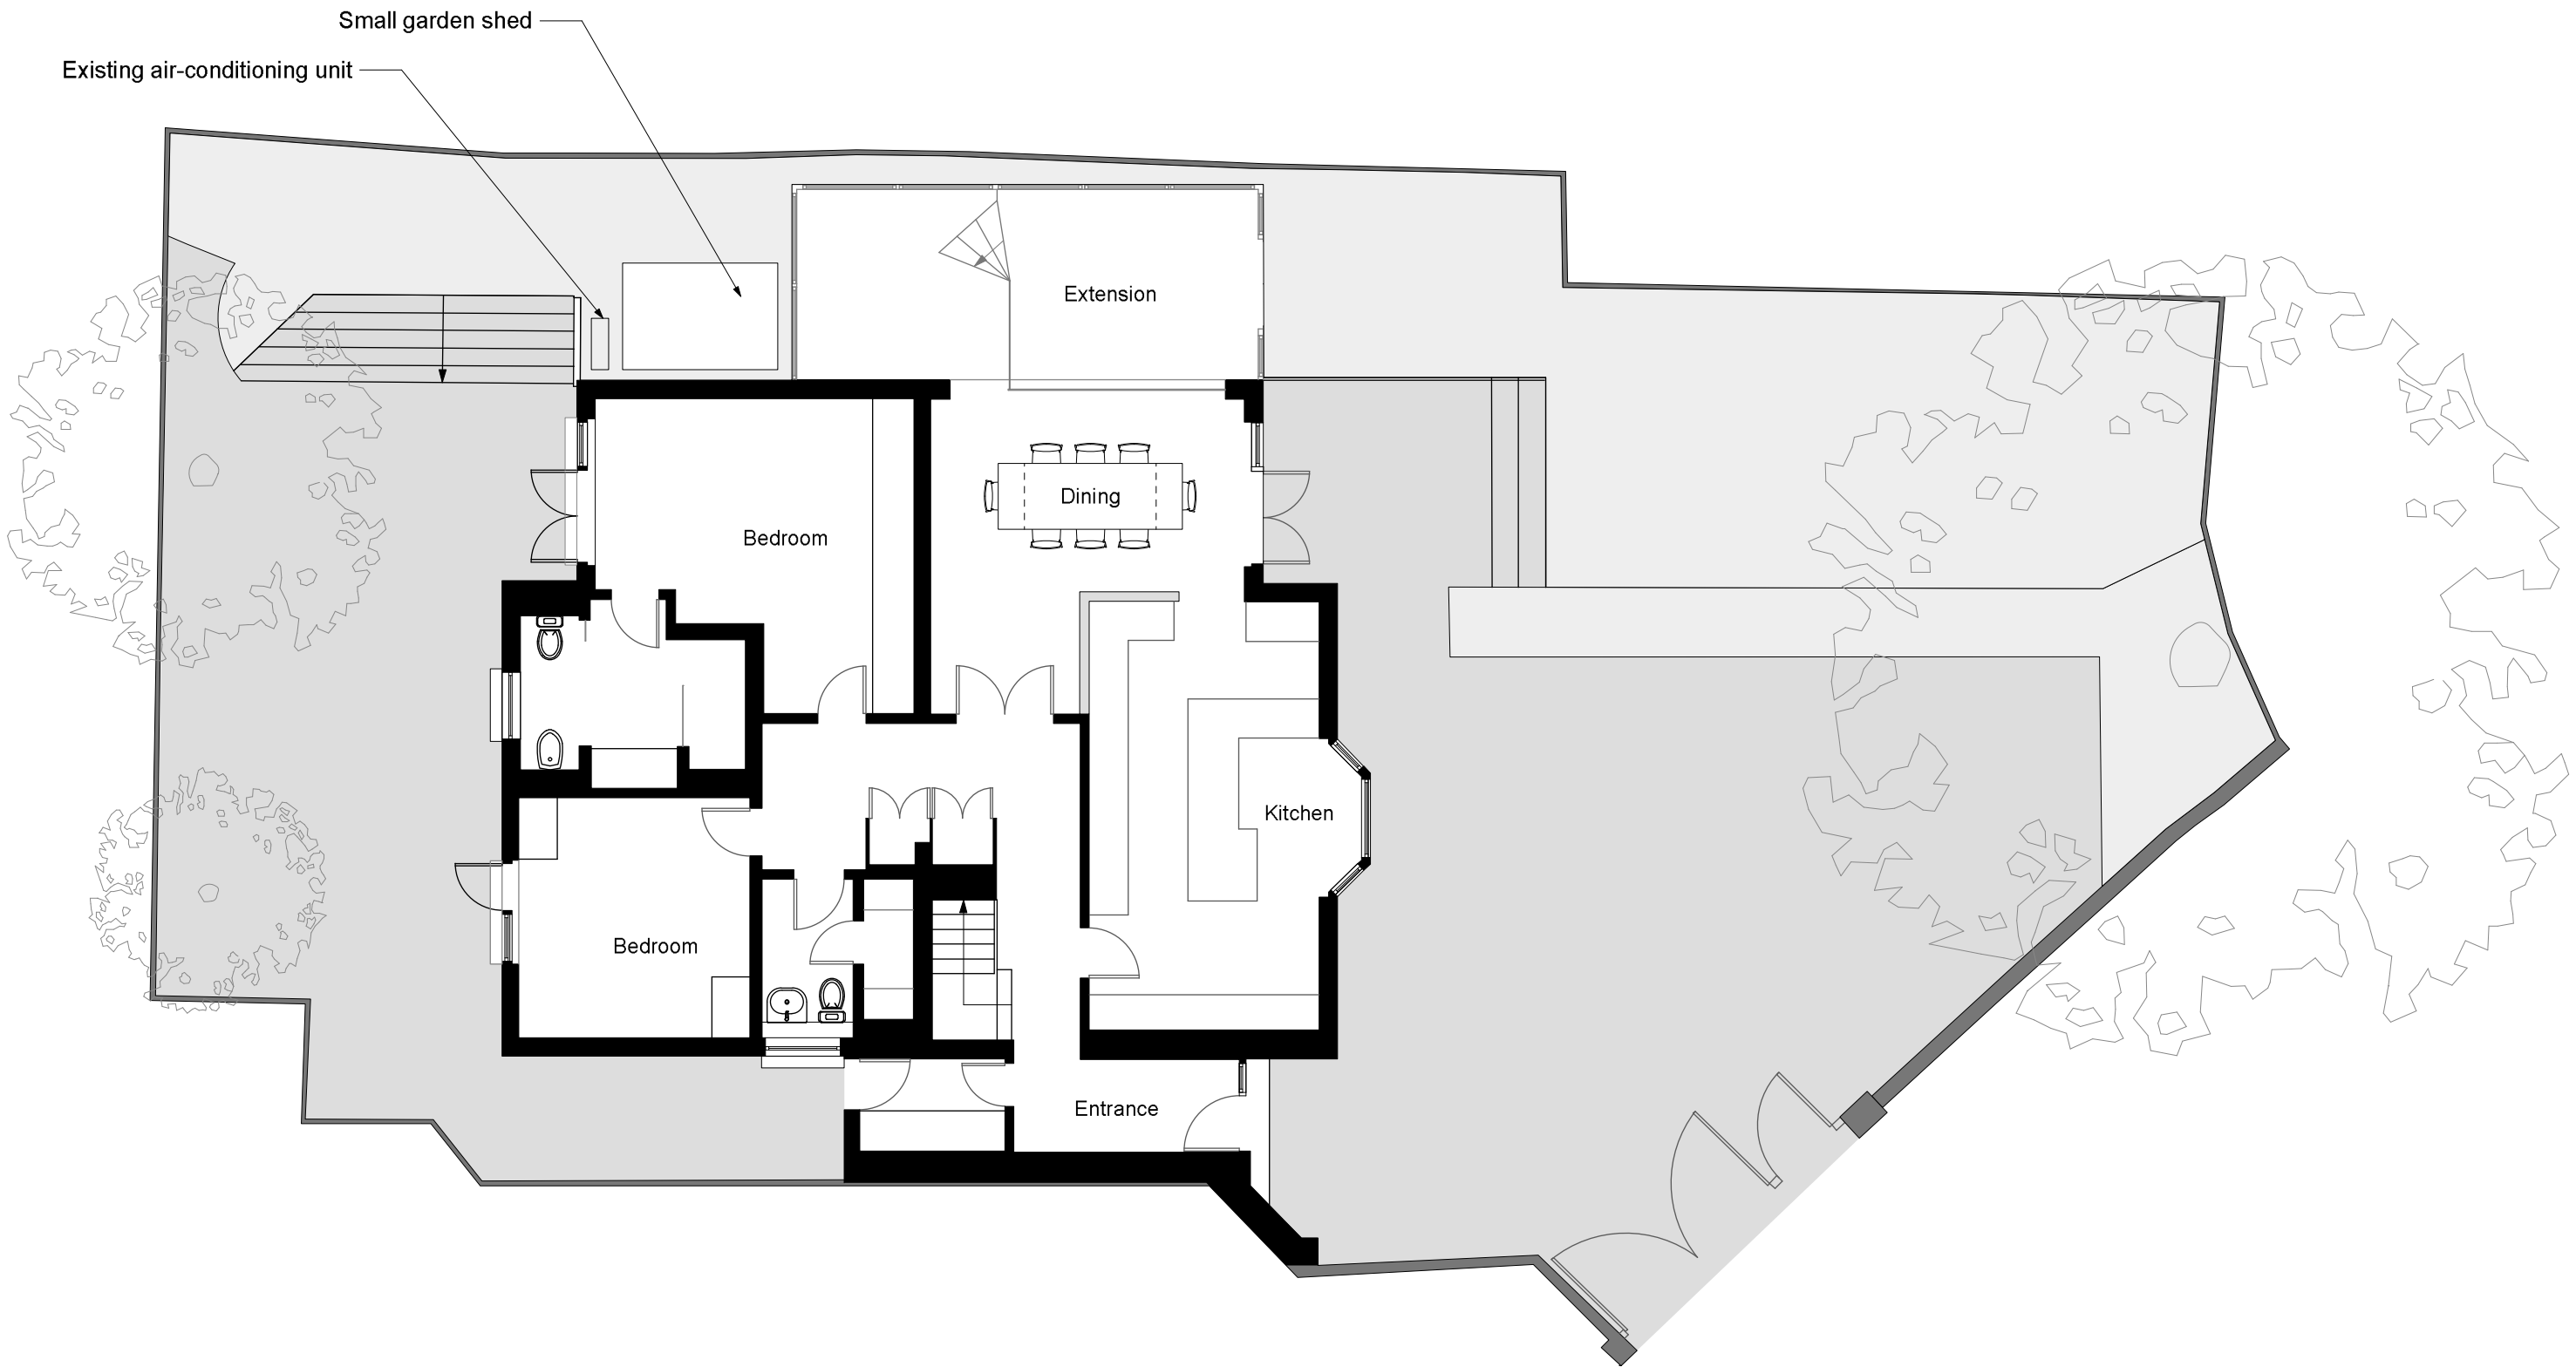 Small garden shed
Existing air-conditioning unit
Extension
Dining
Bedroom
Kitchen
Bedroom
Entrance